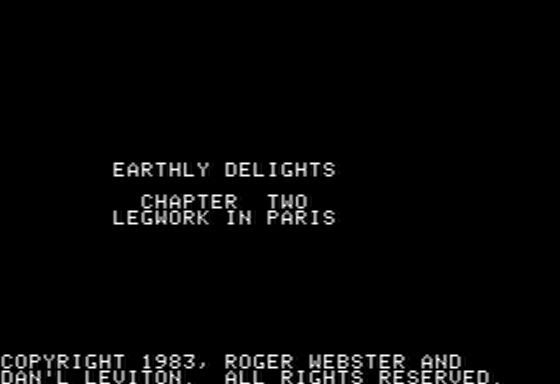 EARTHLY DELIGHTS
CHAPTER TWO
LEGWORK IN PARIS
COPYRIGHT 1983, ROGER WEBSTER AND
DAN'L LEVITON. ALL RIGHTS RESERVED.